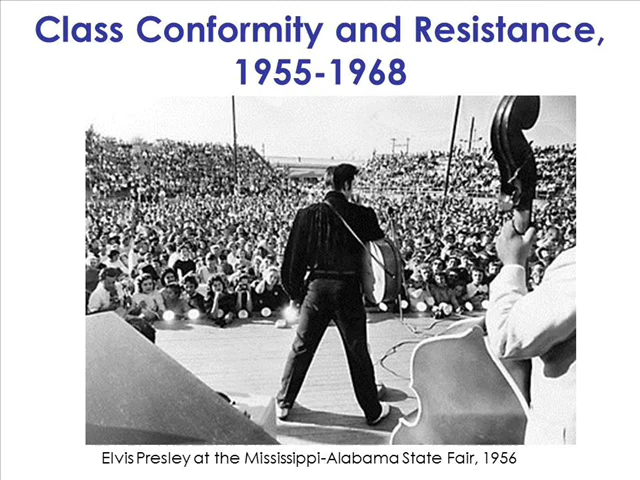 Class Conformity and Resistance,
1955-1968
Elvis Presley at the Mississippi-Alabama State Fair, 1956